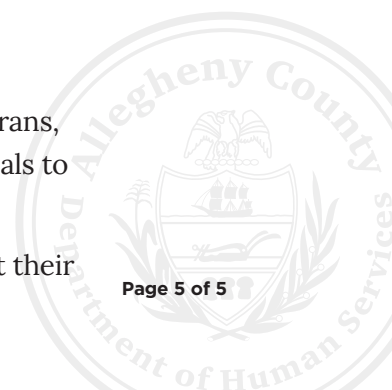 rans,
als to
t their
Page 5 of 5
Allegheny County
Department of Human Services